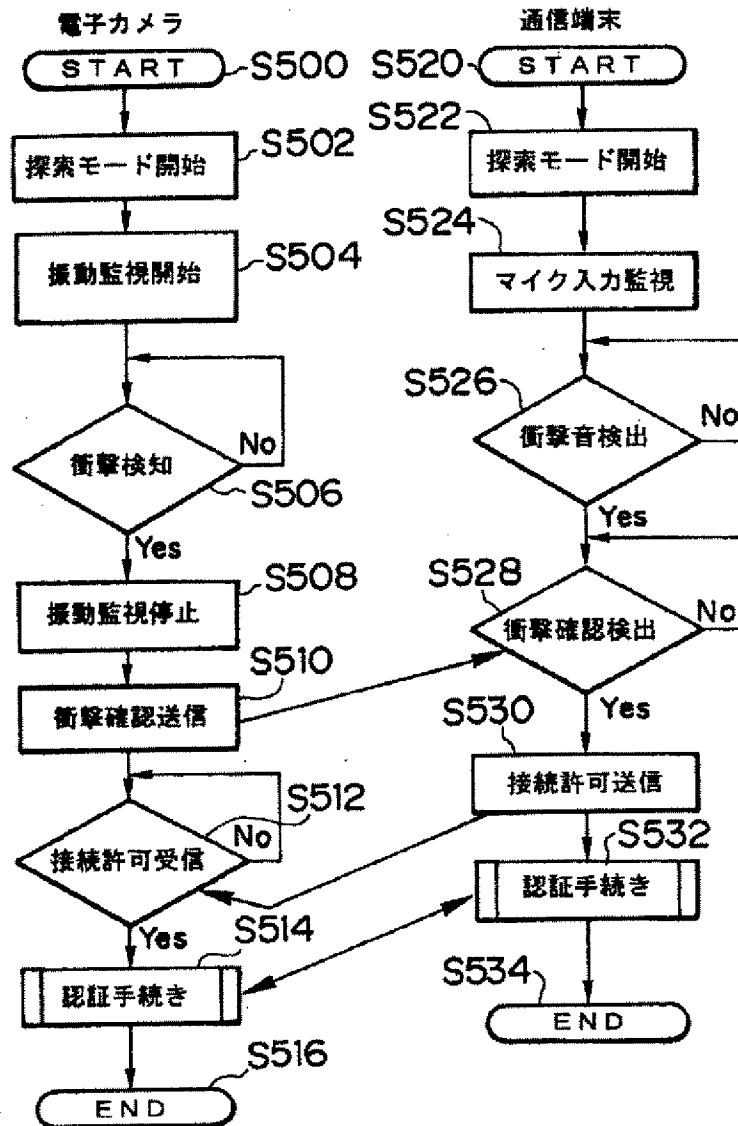 電子カメラ
START
S500
探索モード開始
S502
振動監視開始
S504
衝撃検知
No
S506
Yes
振動監視停止
S508
衝撃確認送信
S510
接続許可受信
No
S512
Yes
認証手続き
S514
END
S516
通信端末
S520
START
S522
探索モード開始
S524
マイク入力監視
S526
衝撃音検出
No
Yes
S528
衝撃確認検出
No
Yes
S530
接続許可送信
S532
認証手続き
S534
END